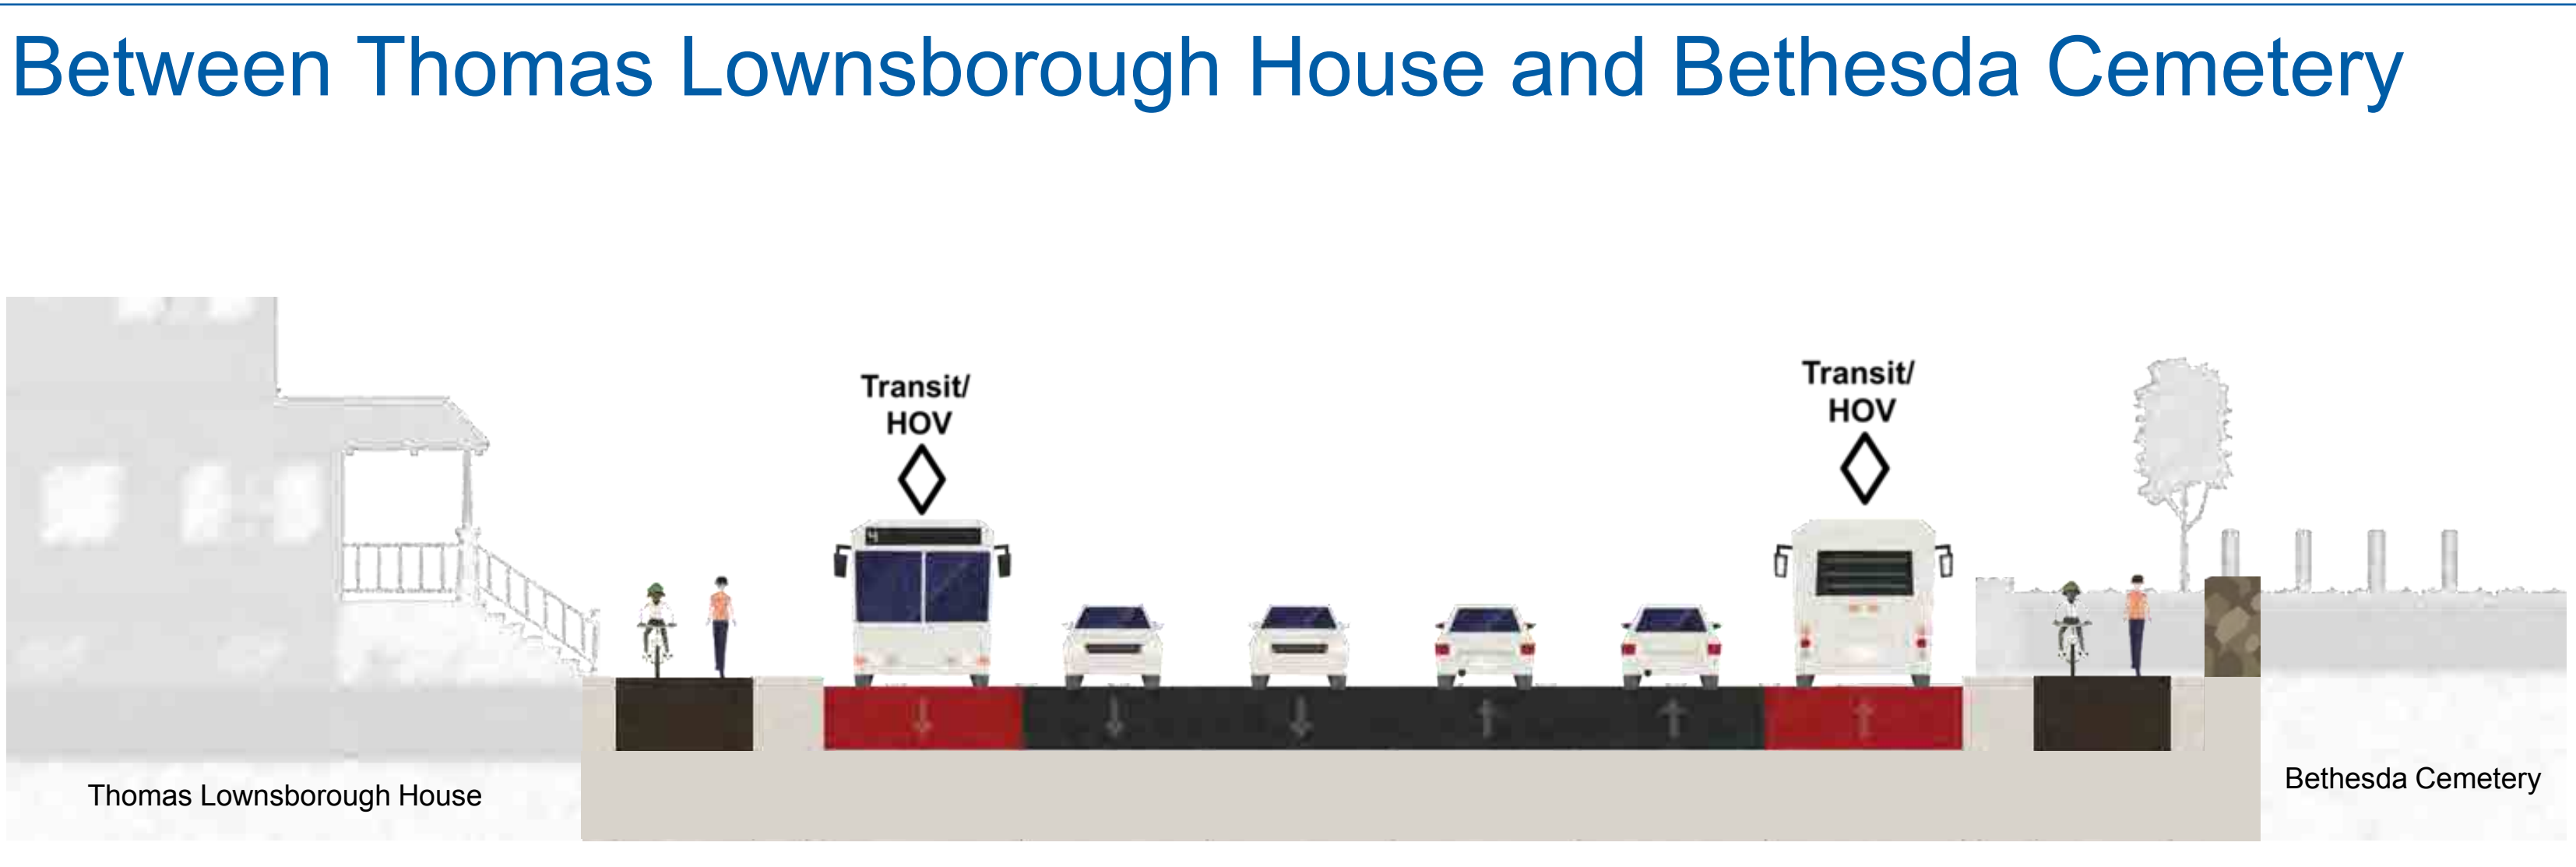 Between Thomas Lownsborough House and Bethesda Cemetery
Transit/
HOV
Transit/
HOV
Thomas Lownsborough House
Bethesda Cemetery